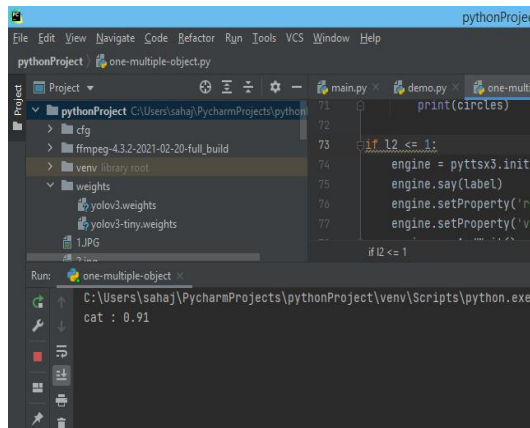 pythonProjec
File Edit View Navigate Code Refactor Run Tools VCS Window Help
pythonProject one-multiple-object.py
Project
Project
main.py demo.py one-multi
pythonProject C:\Users\sahaj\PycharmProjects\python
cfg
ffmpeg-4.3.2-2021-02-20-full_build
venv library root
weights
yolov3.weights
yolov3-tiny.weights
1.JPG
71 print(circles)
72
73 if l2 <= 1:
74 engine = pyttsx3.init
75 engine.say(label)
76 engine.setProperty('r
77 engine.setProperty('v
if l2 <= 1
Run: one-multiple-object
C:\Users\sahaj\PycharmProjects\pythonProject\venv\Scripts\python.exe
cat : 0.91